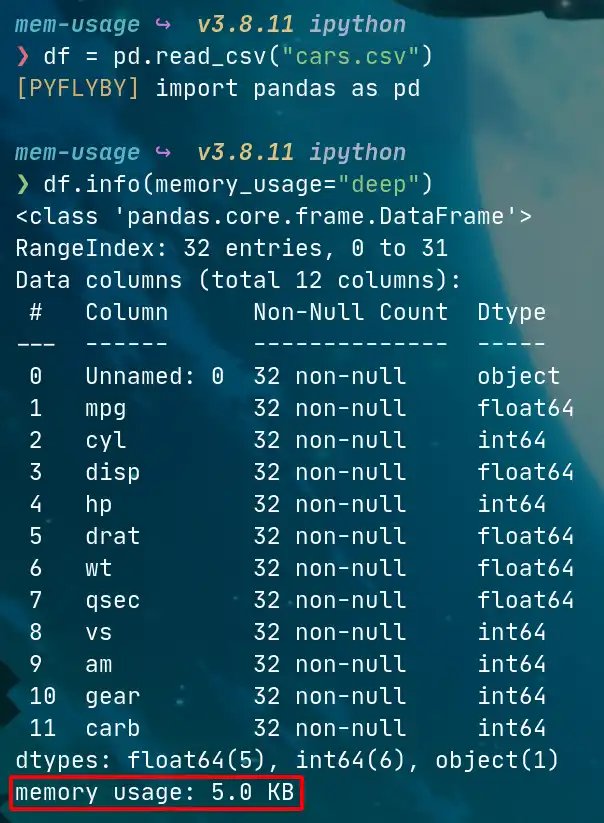 mem-usage ↪ v3.8.11 ipython
❯ df = pd.read_csv("cars.csv")
[PYFLYBY] import pandas as pd
mem-usage ↪ v3.8.11 ipython
❯ df.info(memory_usage="deep")
<class 'pandas.core.frame.DataFrame'>
RangeIndex: 32 entries, 0 to 31
Data columns (total 12 columns):
 #   Column      Non-Null Count  Dtype
---  ------      --------------  -----
 0   Unnamed: 0  32 non-null     object
 1   mpg         32 non-null     float64
 2   cyl         32 non-null     int64
 3   disp        32 non-null     float64
 4   hp          32 non-null     int64
 5   drat        32 non-null     float64
 6   wt          32 non-null     float64
 7   qsec        32 non-null     float64
 8   vs          32 non-null     int64
 9   am          32 non-null     int64
 10  gear        32 non-null     int64
 11  carb        32 non-null     int64
dtypes: float64(5), int64(6), object(1)
memory usage: 5.0 KB